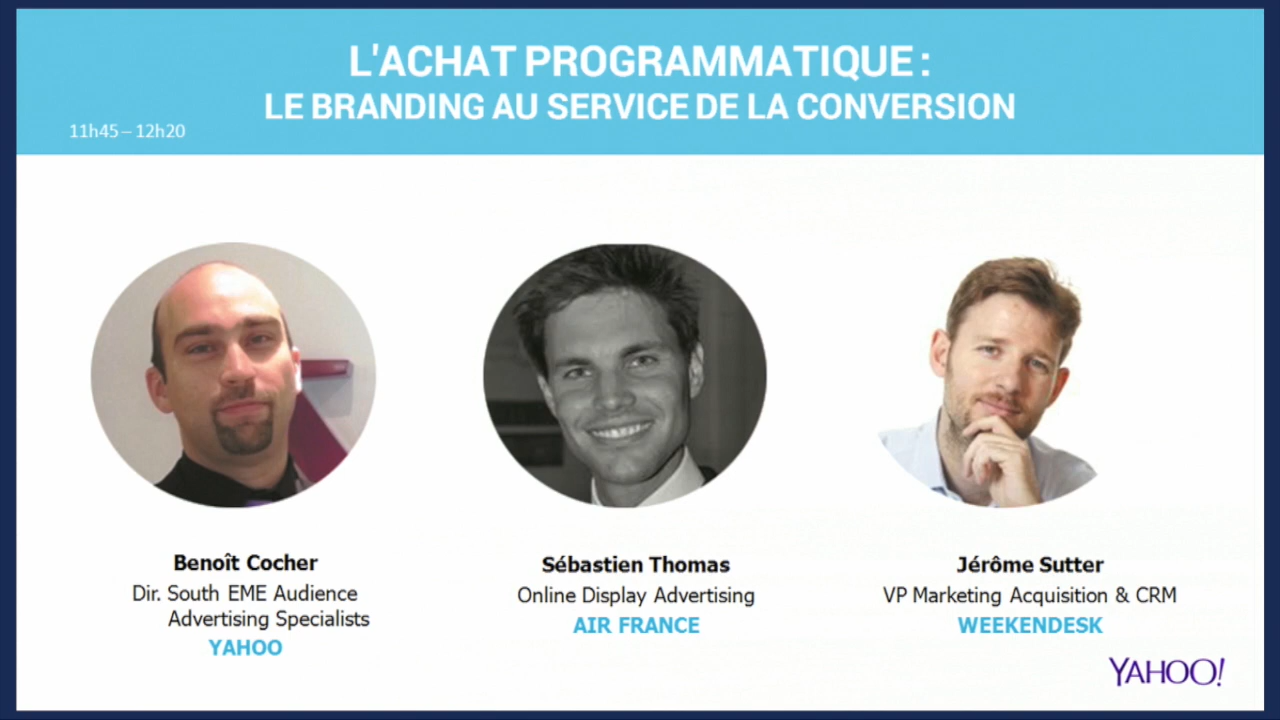 L'ACHAT PROGRAMMATIQUE :
LE BRANDING AU SERVICE DE LA CONVERSION
11h45 – 12h20
Benoît Cocher
Dir. South EME Audience
Advertising Specialists
YAHOO
Sébastien Thomas
Online Display Advertising
AIR FRANCE
Jérôme Sutter
VP Marketing Acquisition & CRM
WEEKENDESK
YAHOO!